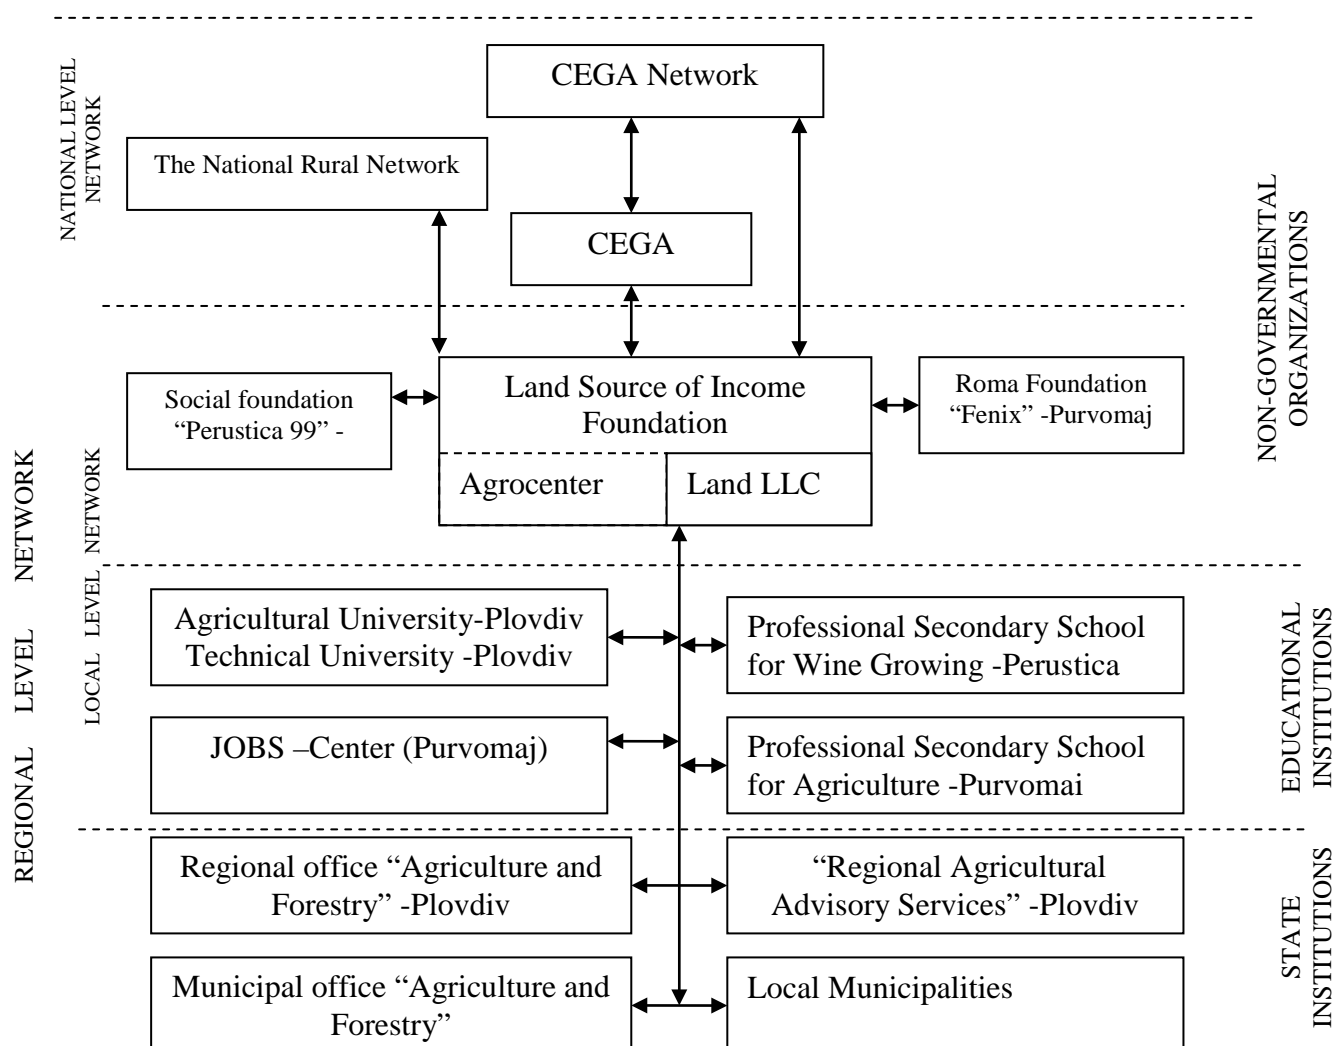 CEGA Network
NATIONAL LEVEL
NETWORK
The National Rural Network
CEGA
NON-GOVERNMENTAL
ORGANIZATIONS
Social foundation
“Perustica 99” -
Land Source of Income
Foundation
Roma Foundation
“Fenix” -Purvomaj
Agrocenter
Land LLC
REGIONAL LEVEL NETWORK
LOCAL LEVEL NETWORK
Agricultural University-Plovdiv
Technical University -Plovdiv
Professional Secondary School
for Wine Growing -Perustica
EDUCATIONAL
INSTITUTIONS
JOBS –Center (Purvomaj)
Professional Secondary School
for Agriculture -Purvomai
Regional office “Agriculture and
Forestry” -Plovdiv
“Regional Agricultural
Advisory Services” -Plovdiv
STATE
INSTITUTIONS
Municipal office “Agriculture and
Forestry”
Local Municipalities